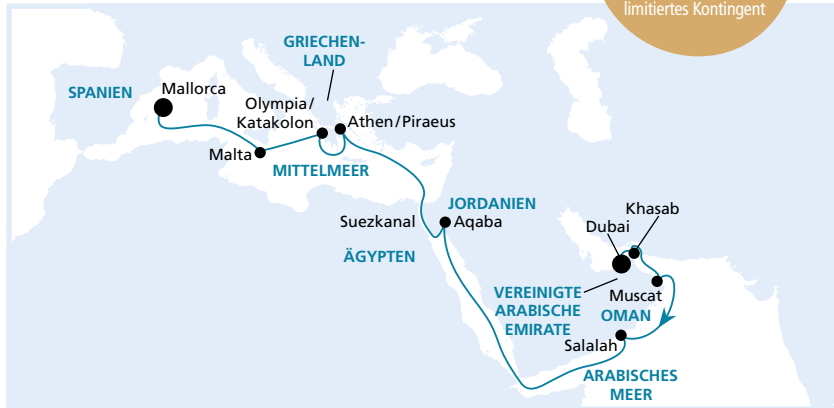 limitiertes Kontingent
GRIECHEN-
LAND
SPANIEN
Mallorca
Olympia/
Katakolon
Athen/Piraeus
Malta
MITTELMEER
JORDANIEN
Suezkanal
Aqaba
ÄGYPTEN
Khasab
Dubai
VEREINIGTE
ARABISCHE
EMIRATE
Muscat
OMAN
Salalah
ARABISCHES
MEER